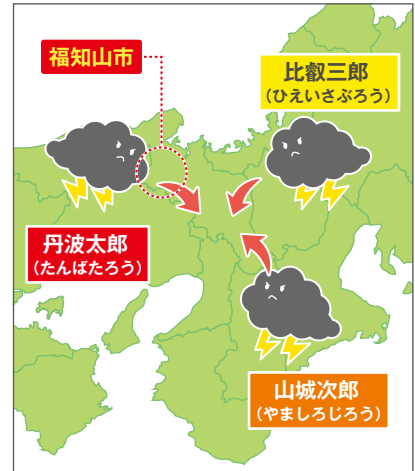 福知山市
比叡三郎
（ひえいさぶろう）
丹波太郎
（たんばたろう）
山城次郎
（やましろじろう）